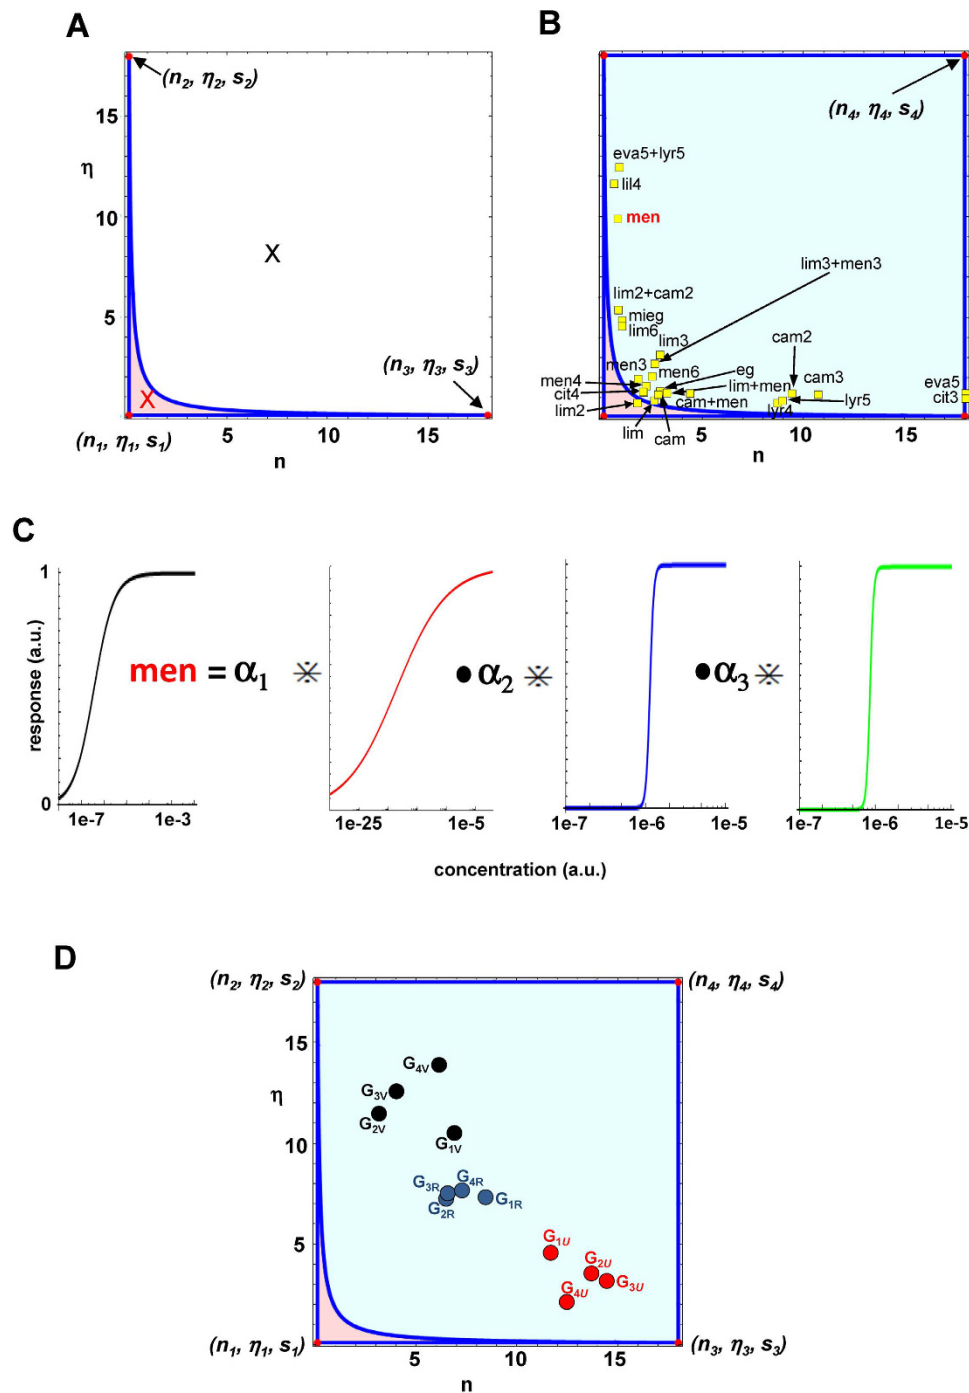 A
(n2, η2, s2)
15
η
10
X
5
(n3, η3, s3)
X
(n1, η1, s1)
5
10
15
n
B
(n4, η4, s4)
eva5+lyr5
lil4
men
lim3+men3
lim2+cam2
mieg
lim6
lim3
cam2
men3
men6
eg
cam3
eva5
men4
lim+men
cit3
cit4
cam+men
lyr5
lim2
lyr4
lim
cam
5
10
15
n
C
1
response (a.u.)
men = α1 ⁎
● α2 ⁎
● α3 ⁎
0
1e-7
1e-3
1e-25
1e-5
1e-7
1e-6
1e-5
1e-7
1e-6
1e-5
concentration (a.u.)
D
(n2, η2, s2)
(n4, η4, s4)
15
G4V
η
G3V
G2V
10
G1V
G4R
G3R
G1R
G2R
5
G1U
G2U
G3U
G4U
(n1, η1, s1)
(n3, η3, s3)
5
10
15
n